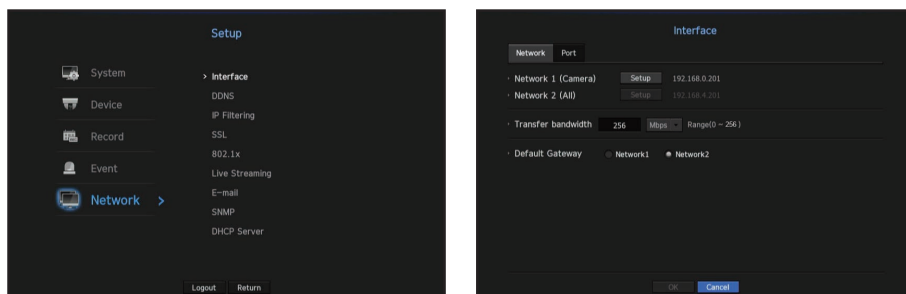 Setup
System
Device
Record
Event
Network >
> Interface
DDNS
IP Filtering
SSL
802.1x
Live Streaming
E-mail
SNMP
DHCP Server
Logout Return
Interface
Network Port
· Network 1 (Camera) Setup 192.168.0.201
· Network 2 (All) Setup 192.168.4.201
· Transfer bandwidth 256 Mbps Range(0 ~ 256 )
· Default Gateway Network1 Network2
OK Cancel